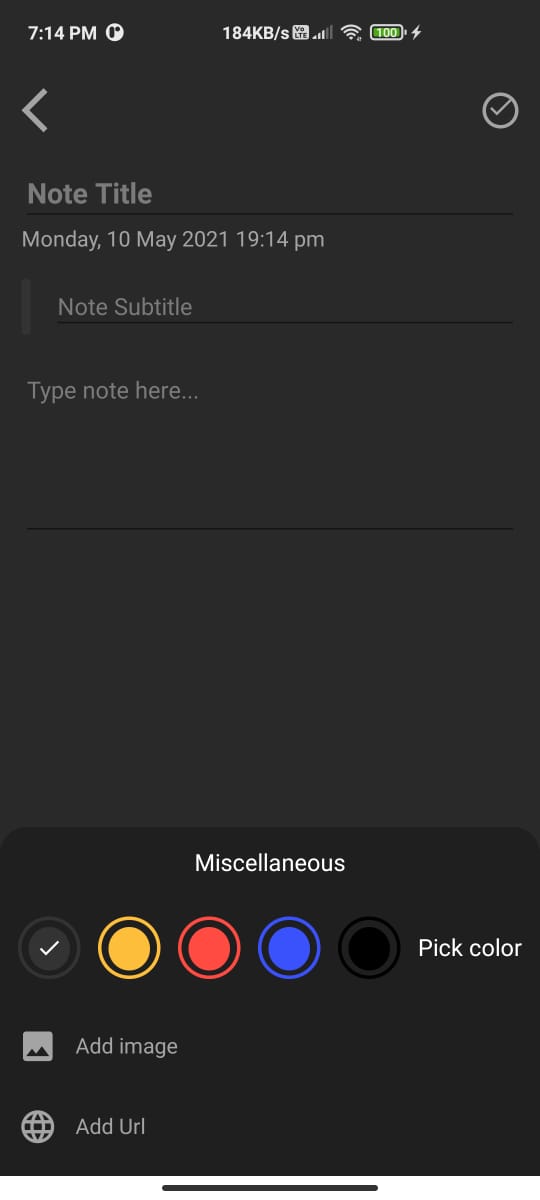 7:14 PM 184KB/s Vo LTE 100
Note Title
Monday, 10 May 2021 19:14 pm
Note Subtitle
Type note here...
Miscellaneous
Pick color
Add image
Add Url